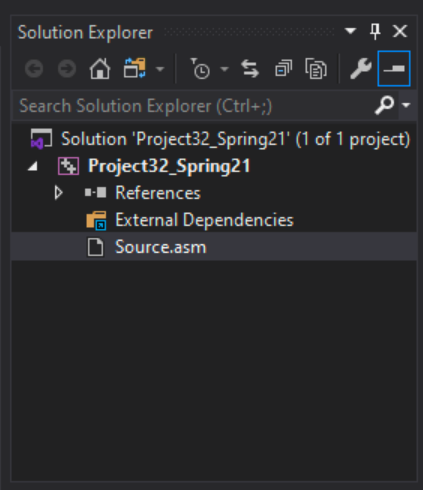 Solution Explorer
Search Solution Explorer (Ctrl+;)
Solution 'Project32_Spring21' (1 of 1 project)
Project32_Spring21
References
External Dependencies
Source.asm